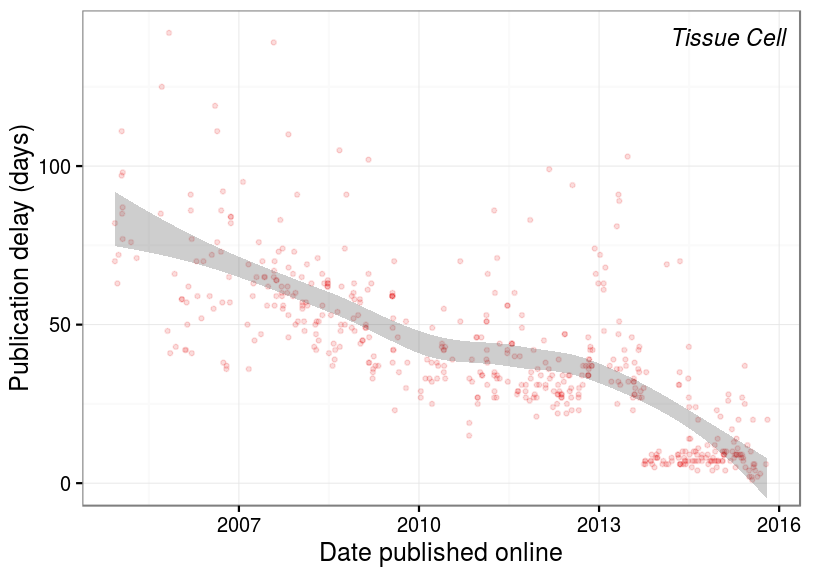 Tissue Cell
Publication delay (days)
100
50
0
2007 2010 2013 2016
Date published online